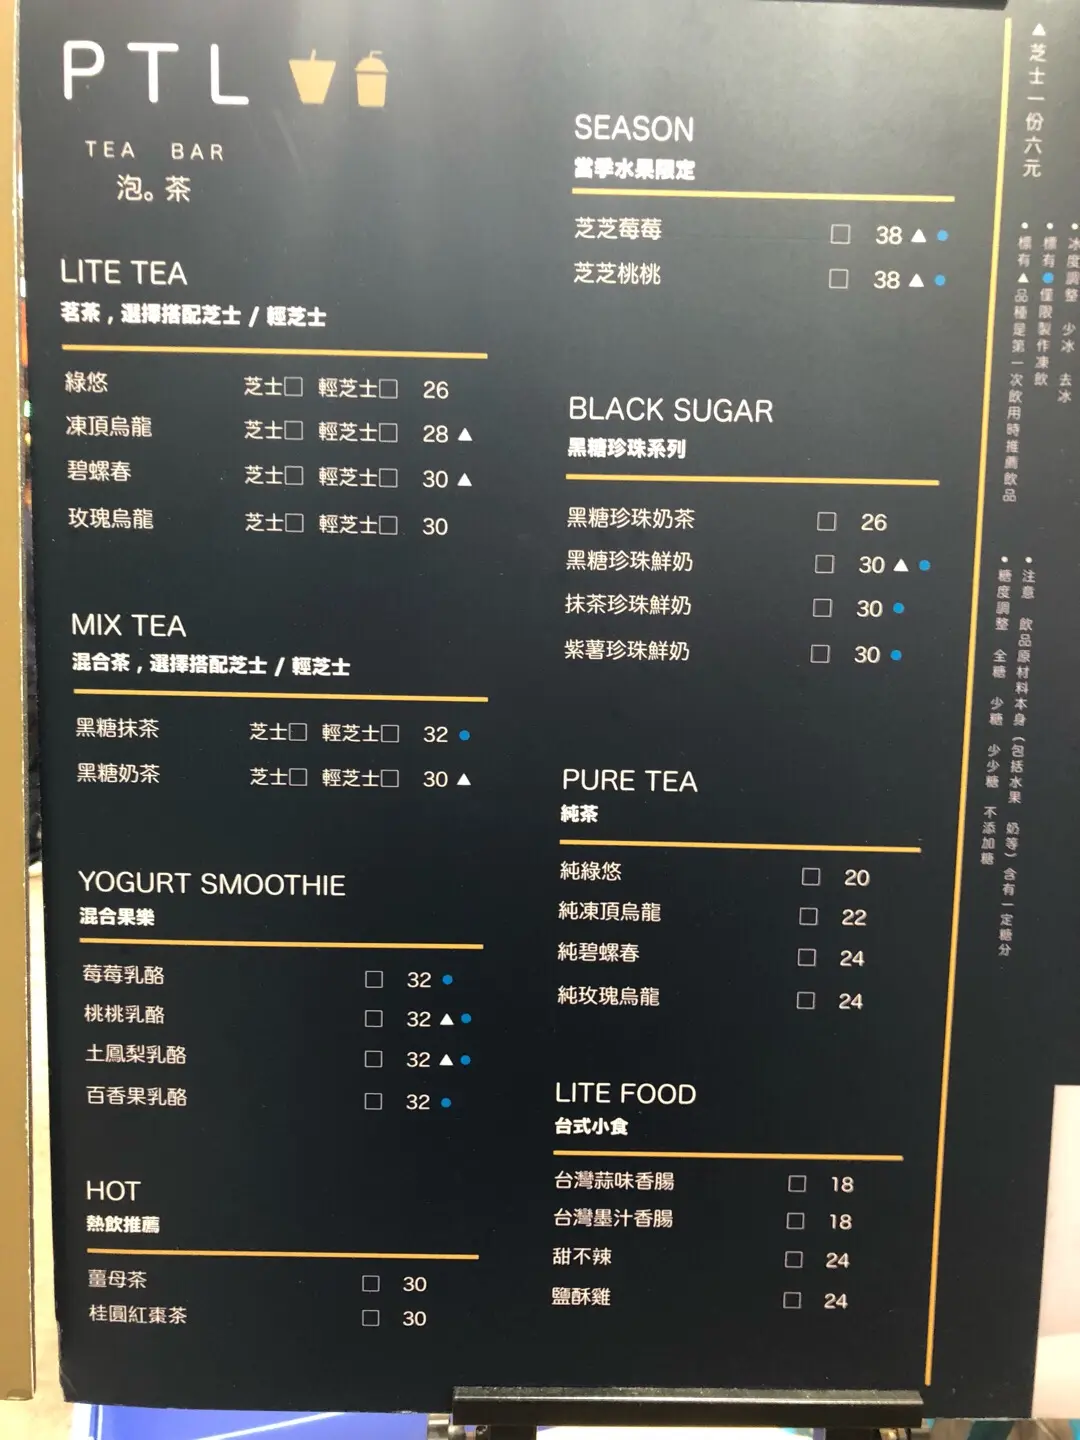 PTL
TEA BAR
泡。茶
LITE TEA
茗茶，選擇搭配芝士 / 輕芝士
綠悠 芝士□ 輕芝士□ 26
凍頂烏龍 芝士□ 輕芝士□ 28 ▲
碧螺春 芝士□ 輕芝士□ 30 ▲
玫瑰烏龍 芝士□ 輕芝士□ 30
MIX TEA
混合茶，選擇搭配芝士 / 輕芝士
黑糖抹茶 芝士□ 輕芝士□ 32 ●
黑糖奶茶 芝士□ 輕芝士□ 30 ▲
YOGURT SMOOTHIE
混合果樂
莓莓乳酪 □ 32 ●
桃桃乳酪 □ 32 ▲ ●
土鳳梨乳酪 □ 32 ▲ ●
百香果乳酪 □ 32 ●
HOT
熱飲推薦
薑母茶 □ 30
桂圓紅棗茶 □ 30
SEASON
當季水果限定
芝芝莓莓 □ 38 ▲ ●
芝芝桃桃 □ 38 ▲ ●
BLACK SUGAR
黑糖珍珠系列
黑糖珍珠奶茶 □ 26
黑糖珍珠鮮奶 □ 30 ▲ ●
抹茶珍珠鮮奶 □ 30 ●
紫薯珍珠鮮奶 □ 30 ●
PURE TEA
純茶
純綠悠 □ 20
純凍頂烏龍 □ 22
純碧螺春 □ 24
純玫瑰烏龍 □ 24
LITE FOOD
台式小食
台灣蒜味香腸 □ 18
台灣墨汁香腸 □ 18
甜不辣 □ 24
鹽酥雞 □ 24
▲芝士一份六元
•冰度調整 少冰 去冰
•標有●僅限製作凍飲
•標有▲品種是第一次飲用時推薦飲品
•注意 飲品原材料本身（包括水果 奶等）含有一定糖分
•糖度調整 全糖 少糖 少少糖 不添加糖